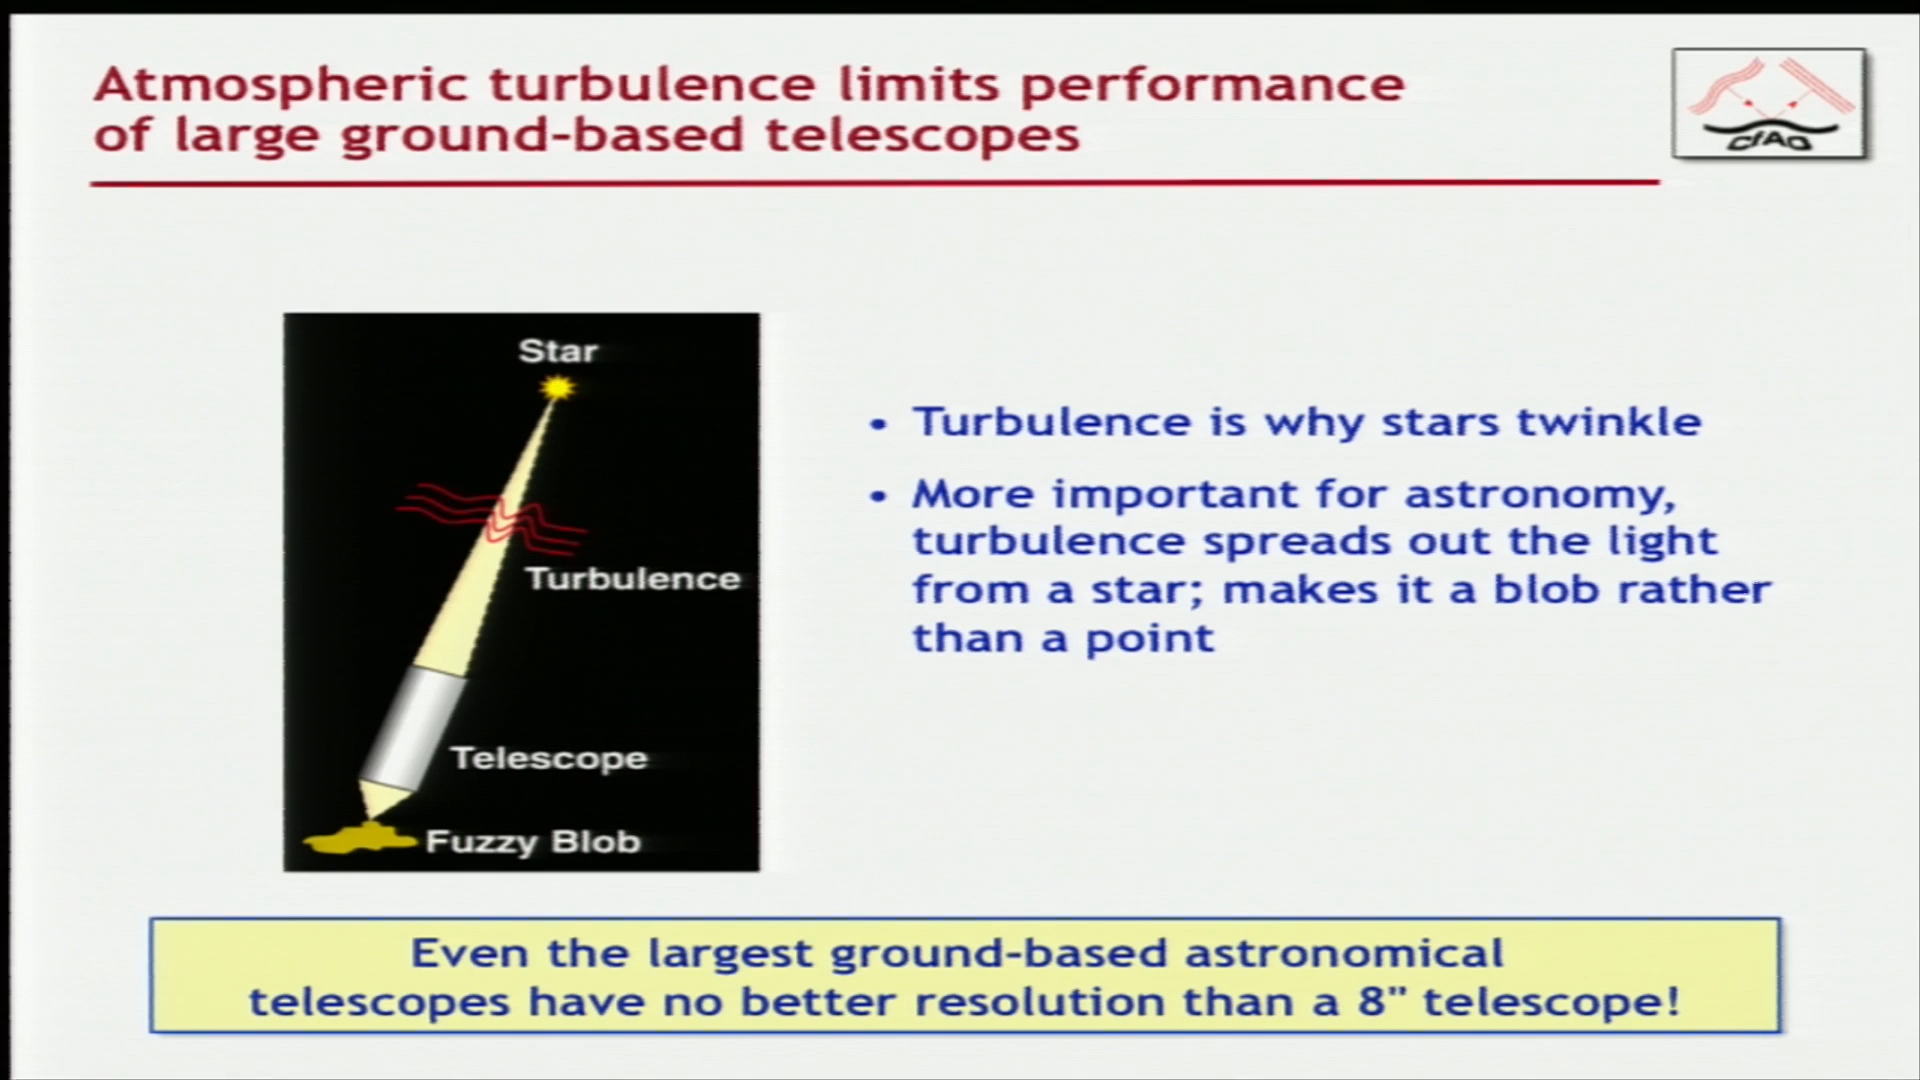 Atmospheric turbulence limits performance
of large ground-based telescopes
CfAO
Star
Turbulence
Telescope
Fuzzy Blob
• Turbulence is why stars twinkle
• More important for astronomy,
turbulence spreads out the light
from a star; makes it a blob rather
than a point
Even the largest ground-based astronomical
telescopes have no better resolution than a 8" telescope!